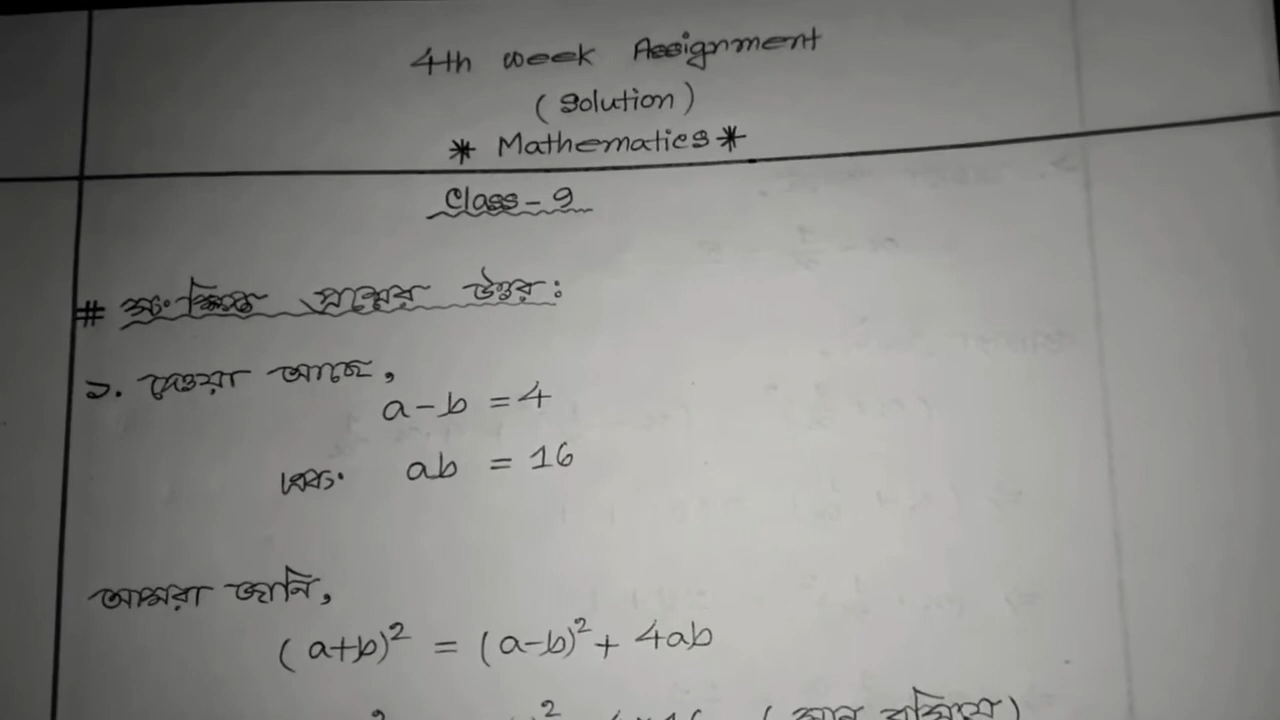 4th week Assignment
(Solution)
* Mathematics *
Class - 9
# সংক্ষিপ্ত প্রশ্নের উত্তর :
১. দেওয়া আছে,
a-b = 4
এবং ab = 16
আমরা জানি,
(a+b)² = (a-b)² + 4ab
(মান বসিয়ে)